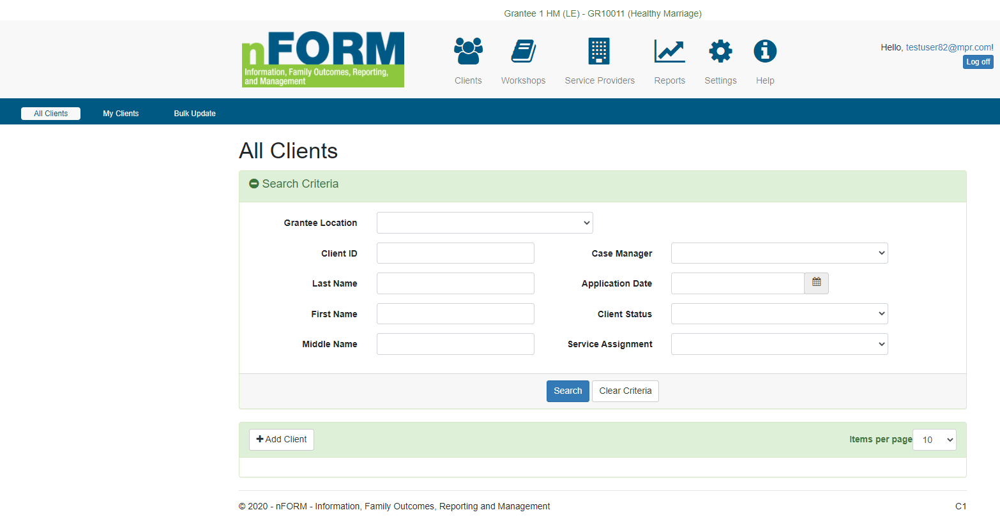 Grantee 1 HM (LE) - GR10011 (Healthy Marriage)
nFORM
Information, Family Outcomes, Reporting,
and Management
Clients
Workshops
Service Providers
Reports
Settings
Help
Hello, testuser82@mpr.com!
Log off
All Clients
My Clients
Bulk Update
All Clients
Search Criteria
Grantee Location
Client ID
Case Manager
Last Name
Application Date
First Name
Client Status
Middle Name
Service Assignment
Search
Clear Criteria
Add Client
Items per page
10
© 2020 - nFORM - Information, Family Outcomes, Reporting and Management
C1